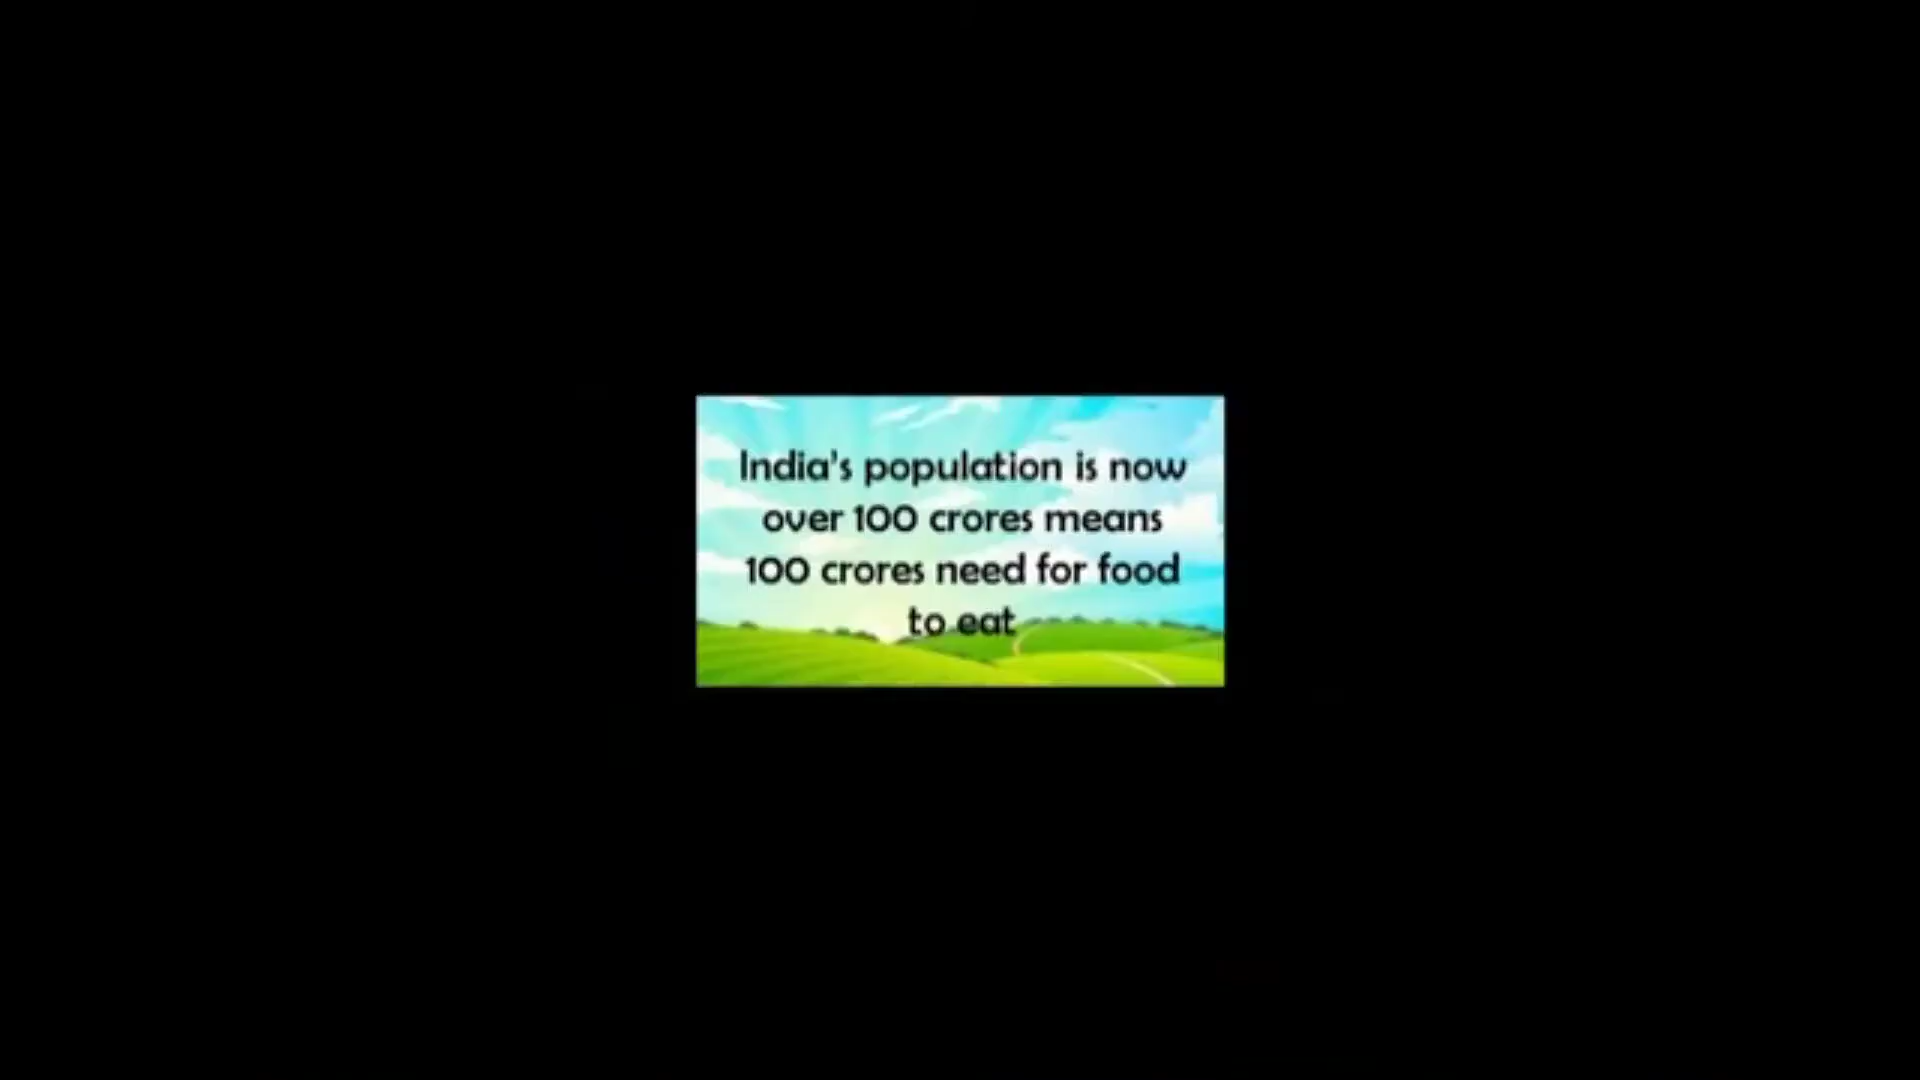 India's population is now
over 100 crores means
100 crores need for food
to eat